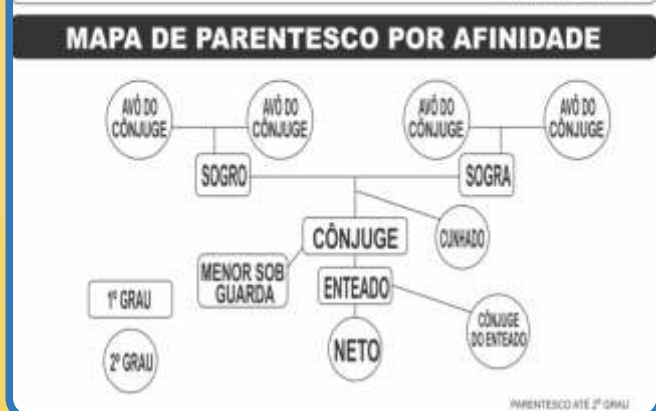 MAPA DE PARENTESCO POR AFINIDADE
AVÔ DO
CÔNJUGE
AVÔ DO
CÔNJUGE
AVÔ DO
CÔNJUGE
AVÔ DO
CÔNJUGE
SOGRO
SOGRA
CÔNJUGE
CUNHADO
MENOR SOB
GUARDA
ENTEADO
1º GRAU
CÔNJUGE
DO ENTEADO
2º GRAU
NETO
PARENTESCO ATÉ 2º GRAU